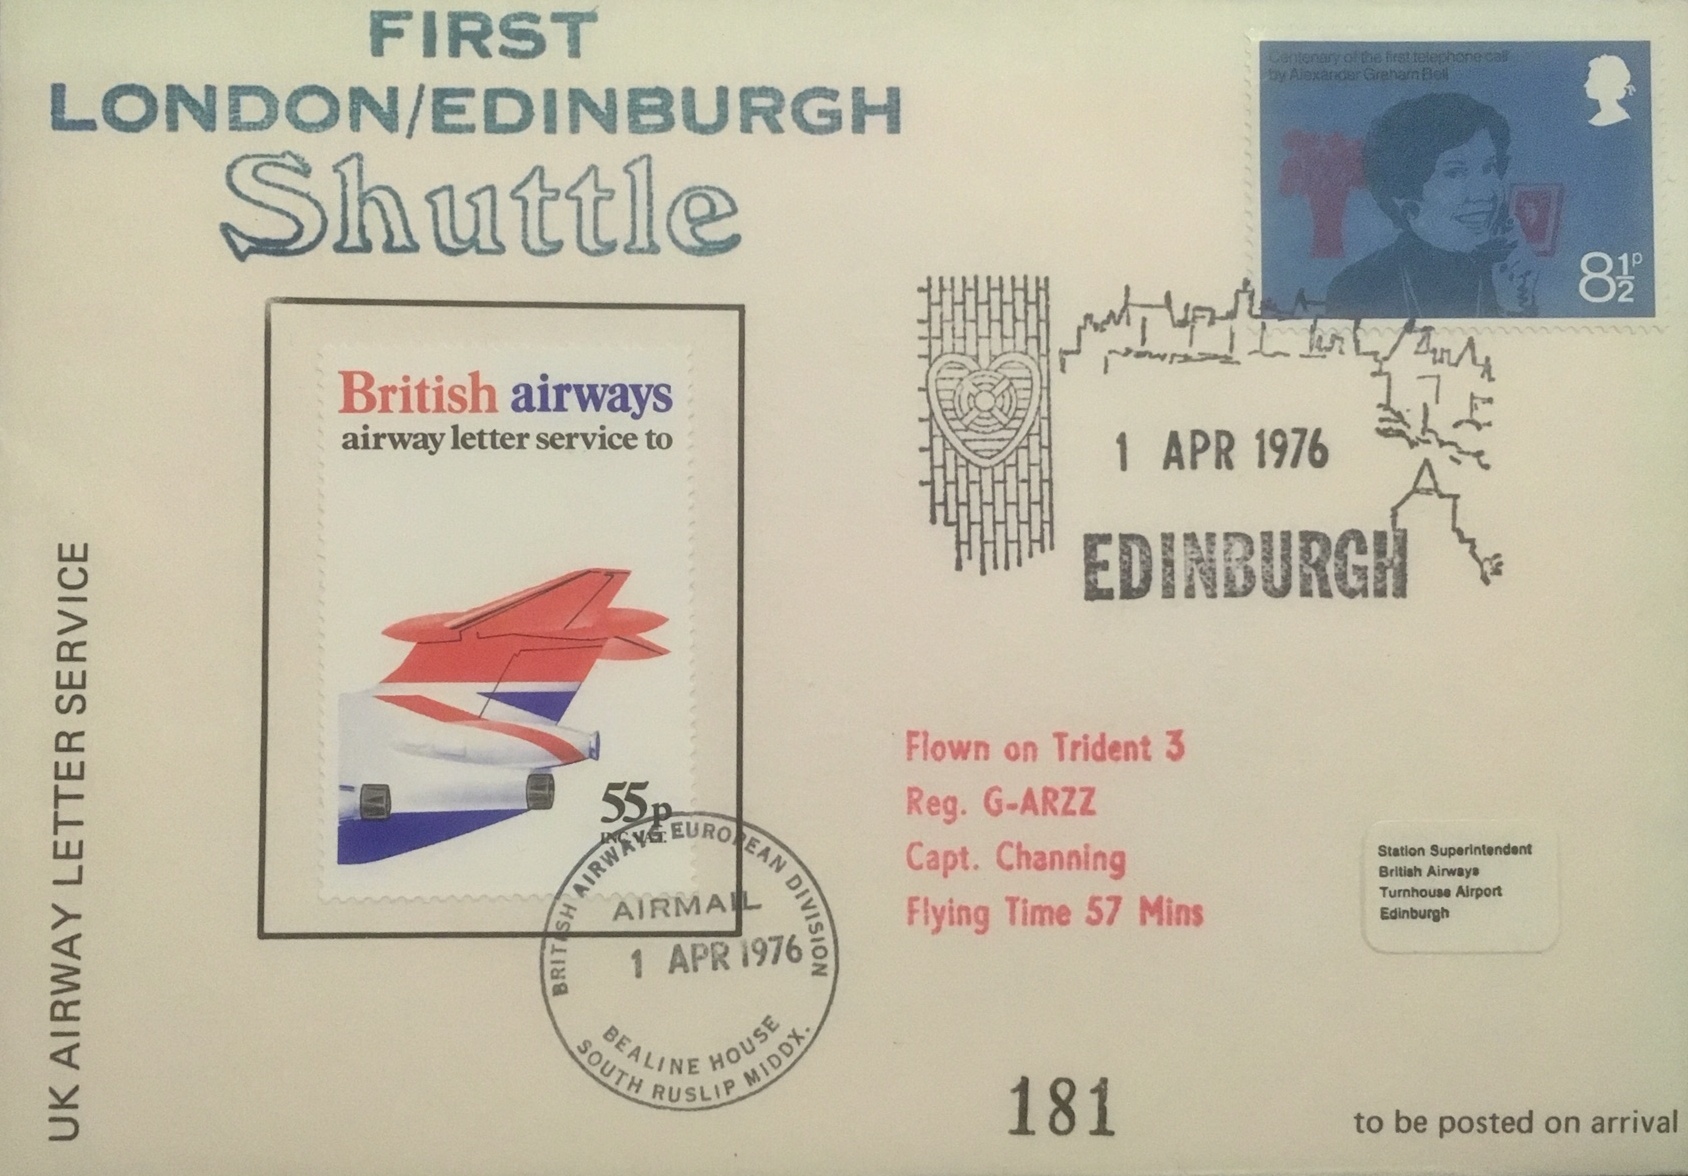 FIRST
LONDON/EDINBURGH
Shuttle
Centenary of the first telephone call
by Alexander Graham Bell
8½p
British airways
airway letter service to
55p
INC. V.A.T.
1 APR 1976
EDINBURGH
UK AIRWAY LETTER SERVICE
Flown on Trident 3
Reg. G-ARZZ
Capt. Channing
Flying Time 57 Mins
Station Superintendent
British Airways
Turnhouse Airport
Edinburgh
BRITISH AIRWAYS EUROPEAN DIVISION
AIRMAIL
1 APR 1976
BEALINE HOUSE
SOUTH RUSLIP MIDDX.
181
to be posted on arrival